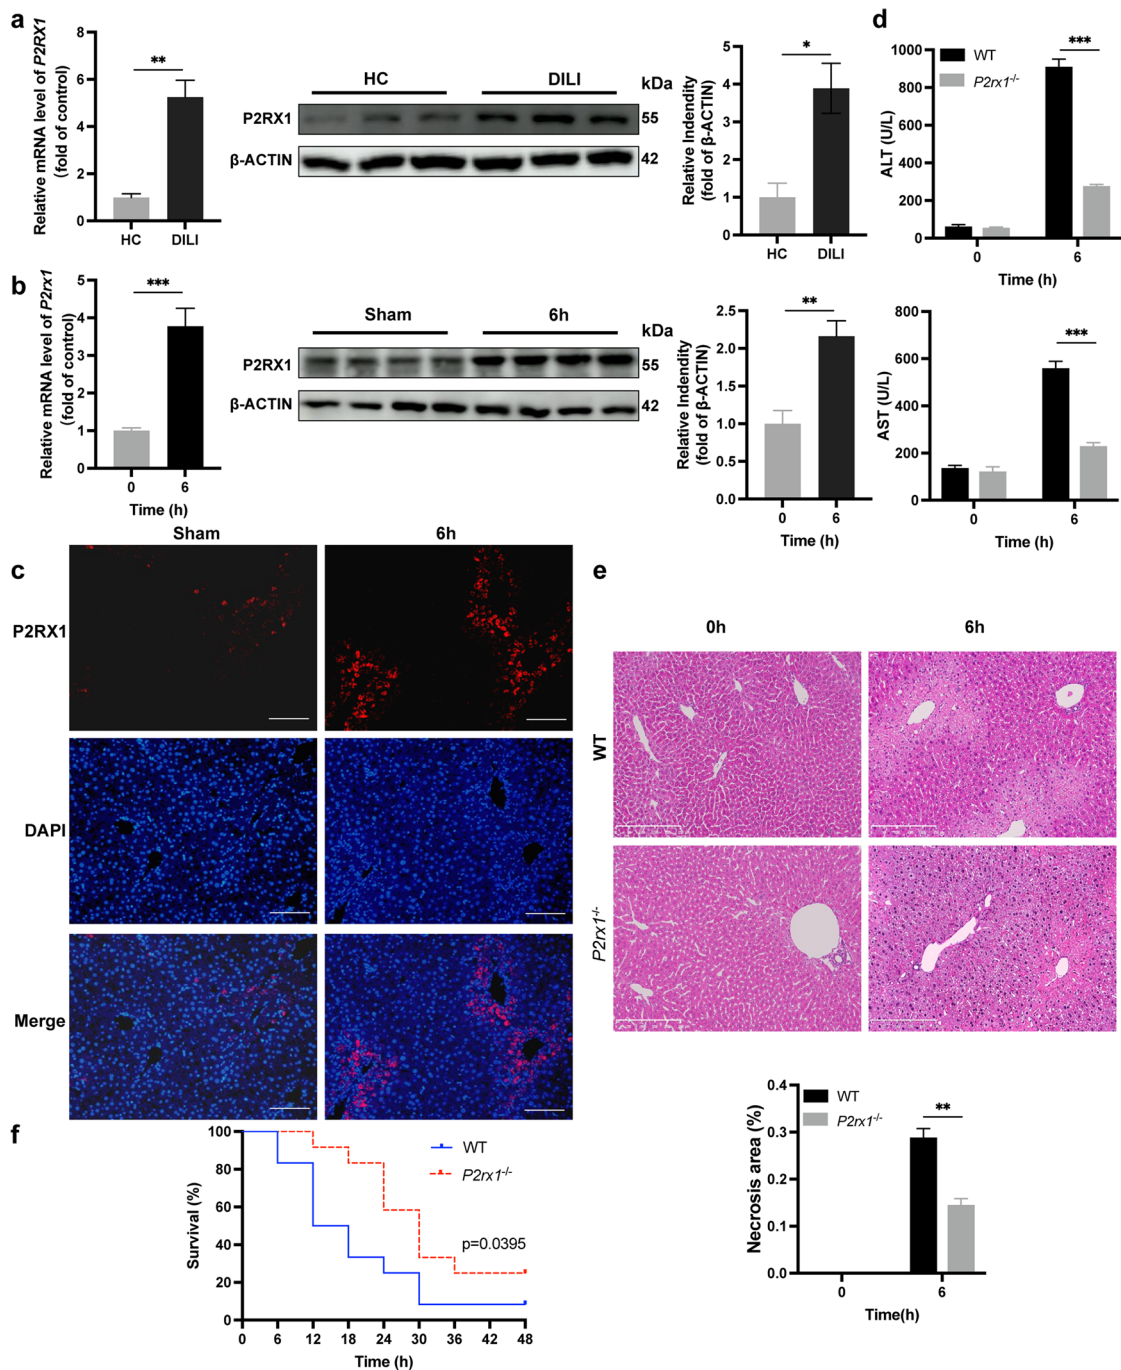 a
Relative mRNA level of P2RX1
(fold of control)
8
6
4
2
0
**
HC
DILI
HC
DILI
kDa
P2RX1
55
β-ACTIN
42
Relative Indendity
(fold of β-ACTIN)
5
4
3
2
1
0
*
HC
DILI
d
ALT (U/L)
1000
800
600
400
200
0
WT
P2rx1-/-
***
0
6
Time (h)
b
Relative mRNA level of P2rx1
(fold of control)
5
4
3
2
1
0
***
0
6
Time (h)
Sham
6h
kDa
P2RX1
55
β-ACTIN
42
Relative Indendity
(fold of β-ACTIN)
2.5
2.0
1.5
1.0
0.5
0.0
**
0
6
Time (h)
AST (U/L)
800
600
400
200
0
***
0
6
Time (h)
c
Sham
6h
P2RX1
DAPI
Merge
e
0h
6h
WT
P2rx1-/-
Necrosis area (%)
0.4
0.3
0.2
0.1
0.0
WT
P2rx1-/-
**
0
6
Time(h)
f
Survival (%)
100
80
60
40
20
0
WT
P2rx1-/-
p=0.0395
0
6
12
18
24
30
36
42
48
Time (h)